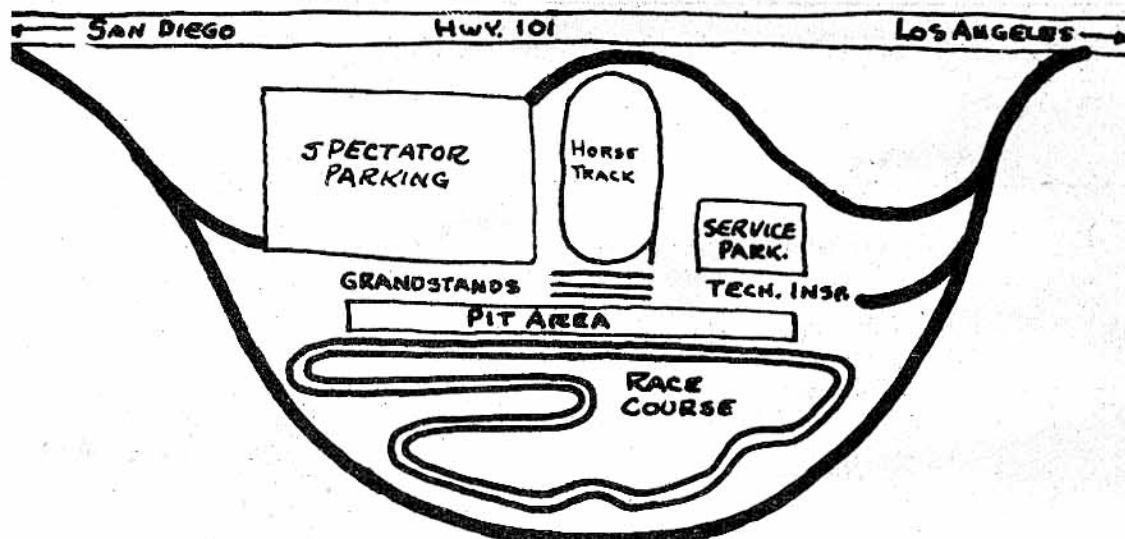 SAN DIEGO HWY. 101 LOS ANGELES
SPECTATOR
PARKING
HORSE
TRACK
SERVICE
PARK.
GRANDSTANDS
TECH. INSP.
PIT AREA
RACE
COURSE